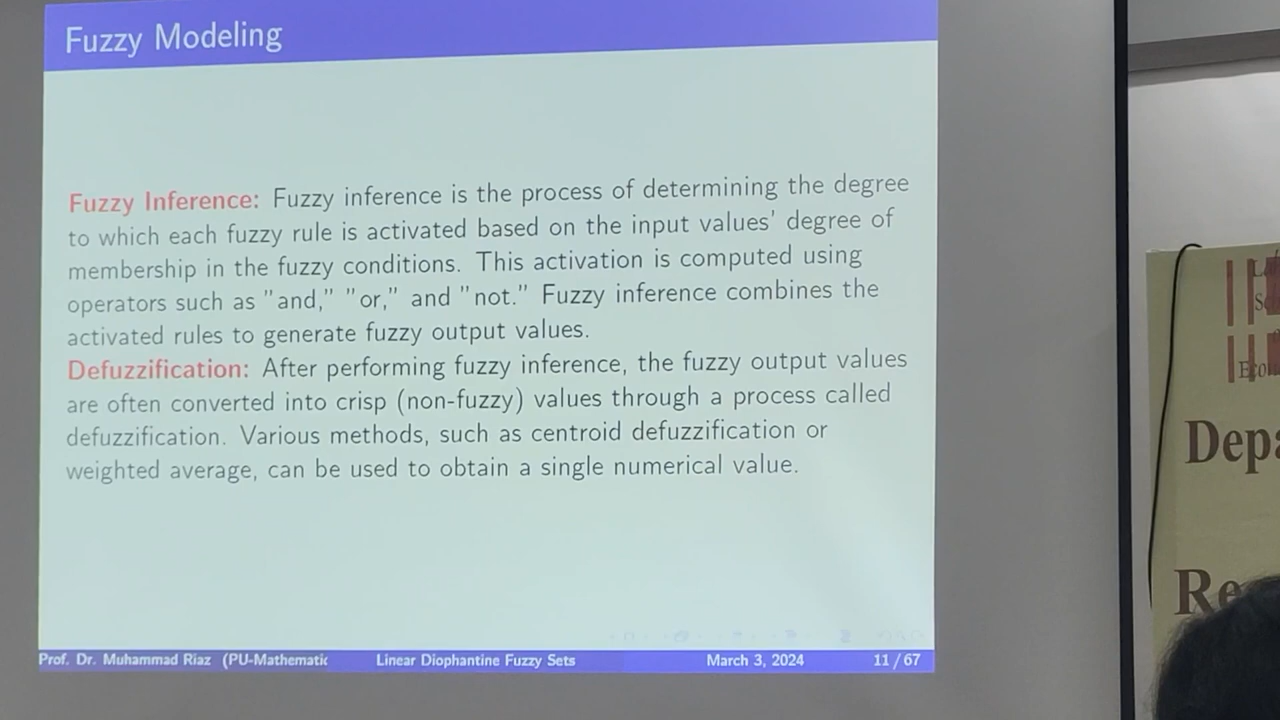 Fuzzy Modeling
Fuzzy Inference: Fuzzy inference is the process of determining the degree
to which each fuzzy rule is activated based on the input values' degree of
membership in the fuzzy conditions. This activation is computed using
operators such as "and," "or," and "not." Fuzzy inference combines the
activated rules to generate fuzzy output values.
Defuzzification: After performing fuzzy inference, the fuzzy output values
are often converted into crisp (non-fuzzy) values through a process called
defuzzification. Various methods, such as centroid defuzzification or
weighted average, can be used to obtain a single numerical value.
Prof. Dr. Muhammad Riaz (PU-Mathematic
Linear Diophantine Fuzzy Sets
March 3, 2024
11 / 67
Depa
Re